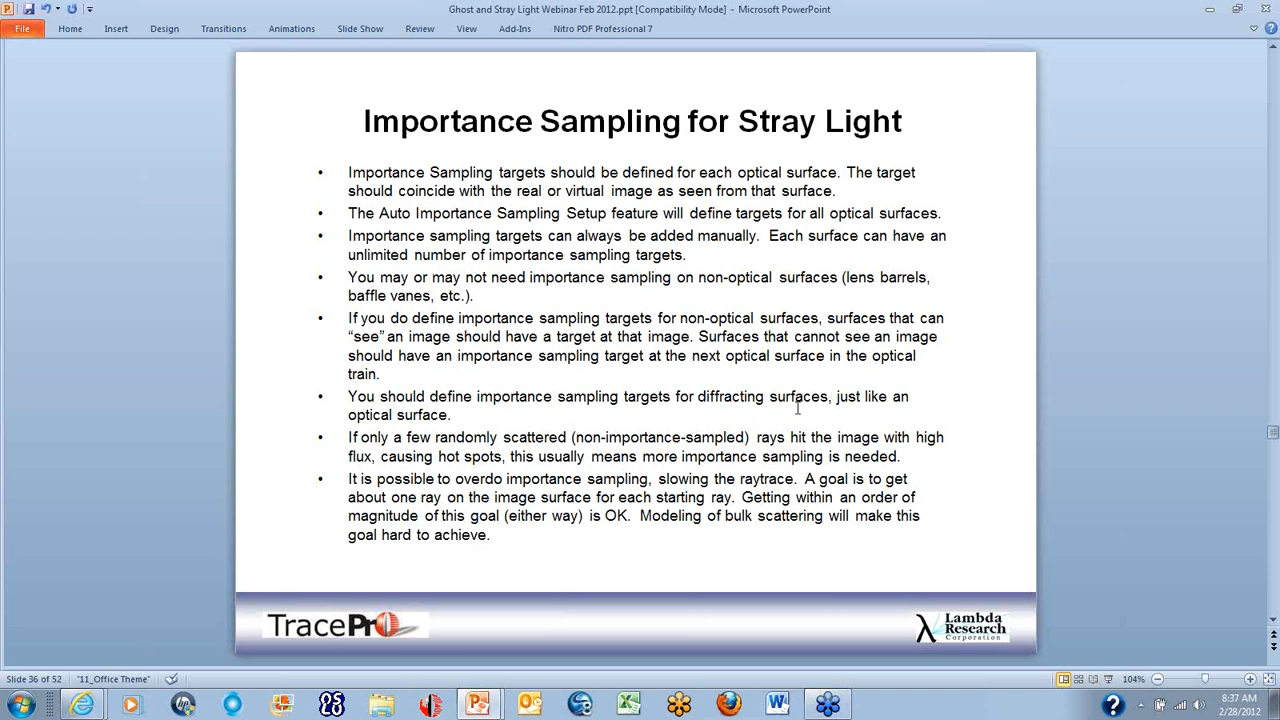 Ghost and Stray Light Webinar Feb 2012.ppt [Compatibility Mode] - Microsoft PowerPoint
File Home Insert Design Transitions Animations Slide Show Review View Add-Ins Nitro PDF Professional 7
Importance Sampling for Stray Light
• Importance Sampling targets should be defined for each optical surface. The target
should coincide with the real or virtual image as seen from that surface.
• The Auto Importance Sampling Setup feature will define targets for all optical surfaces.
• Importance sampling targets can always be added manually. Each surface can have an
unlimited number of importance sampling targets.
• You may or may not need importance sampling on non-optical surfaces (lens barrels,
baffle vanes, etc.).
• If you do define importance sampling targets for non-optical surfaces, surfaces that can
“see” an image should have a target at that image. Surfaces that cannot see an image
should have an importance sampling target at the next optical surface in the optical
train.
• You should define importance sampling targets for diffracting surfaces, just like an
optical surface.
• If only a few randomly scattered (non-importance-sampled) rays hit the image with high
flux, causing hot spots, this usually means more importance sampling is needed.
• It is possible to overdo importance sampling, slowing the raytrace. A goal is to get
about one ray on the image surface for each starting ray. Getting within an order of
magnitude of this goal (either way) is OK. Modeling of bulk scattering will make this
goal hard to achieve.
TracePro
Lambda
Research
Corporation
Slide 36 of 52 "11_Office Theme" 104%
8:37 AM
2/28/2012